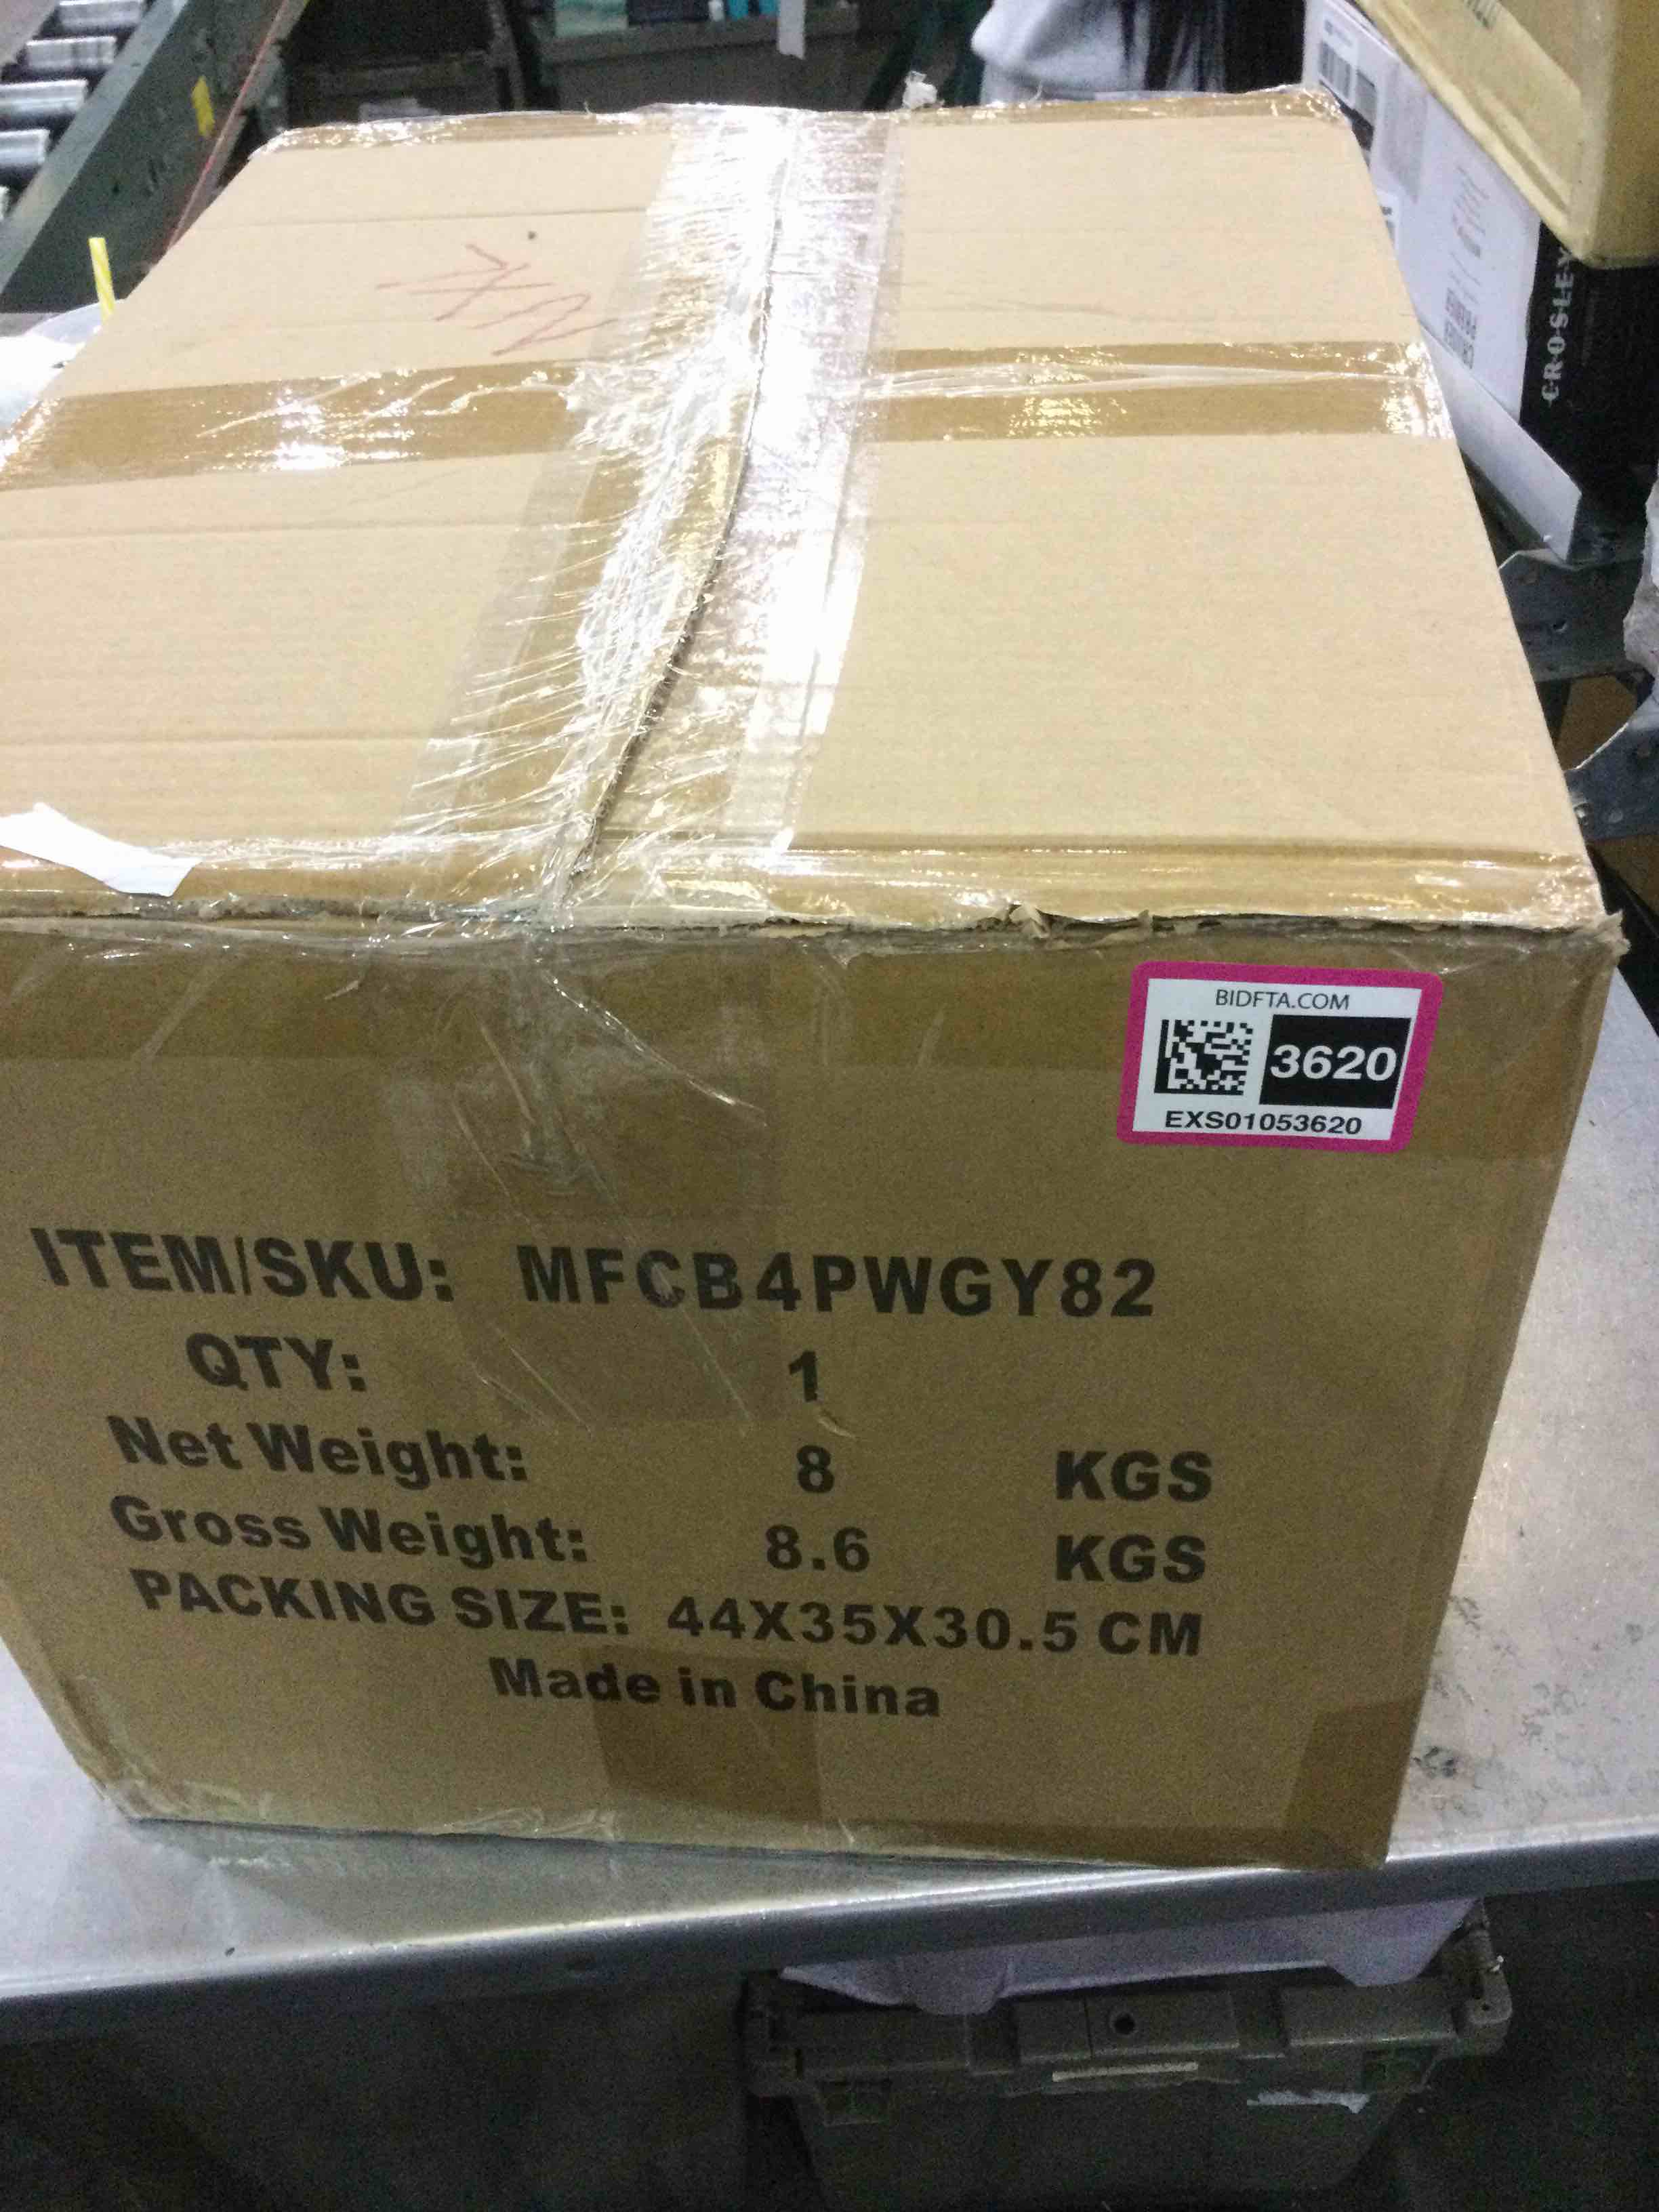 CROSLEY
BIDFTA.COM
3620
EXS01053620
ITEM/SKU: MFCB4PWGY82
QTY: 1
Net Weight: 8 KGS
Gross Weight: 8.6 KGS
PACKING SIZE: 44X35X30.5 CM
Made in China